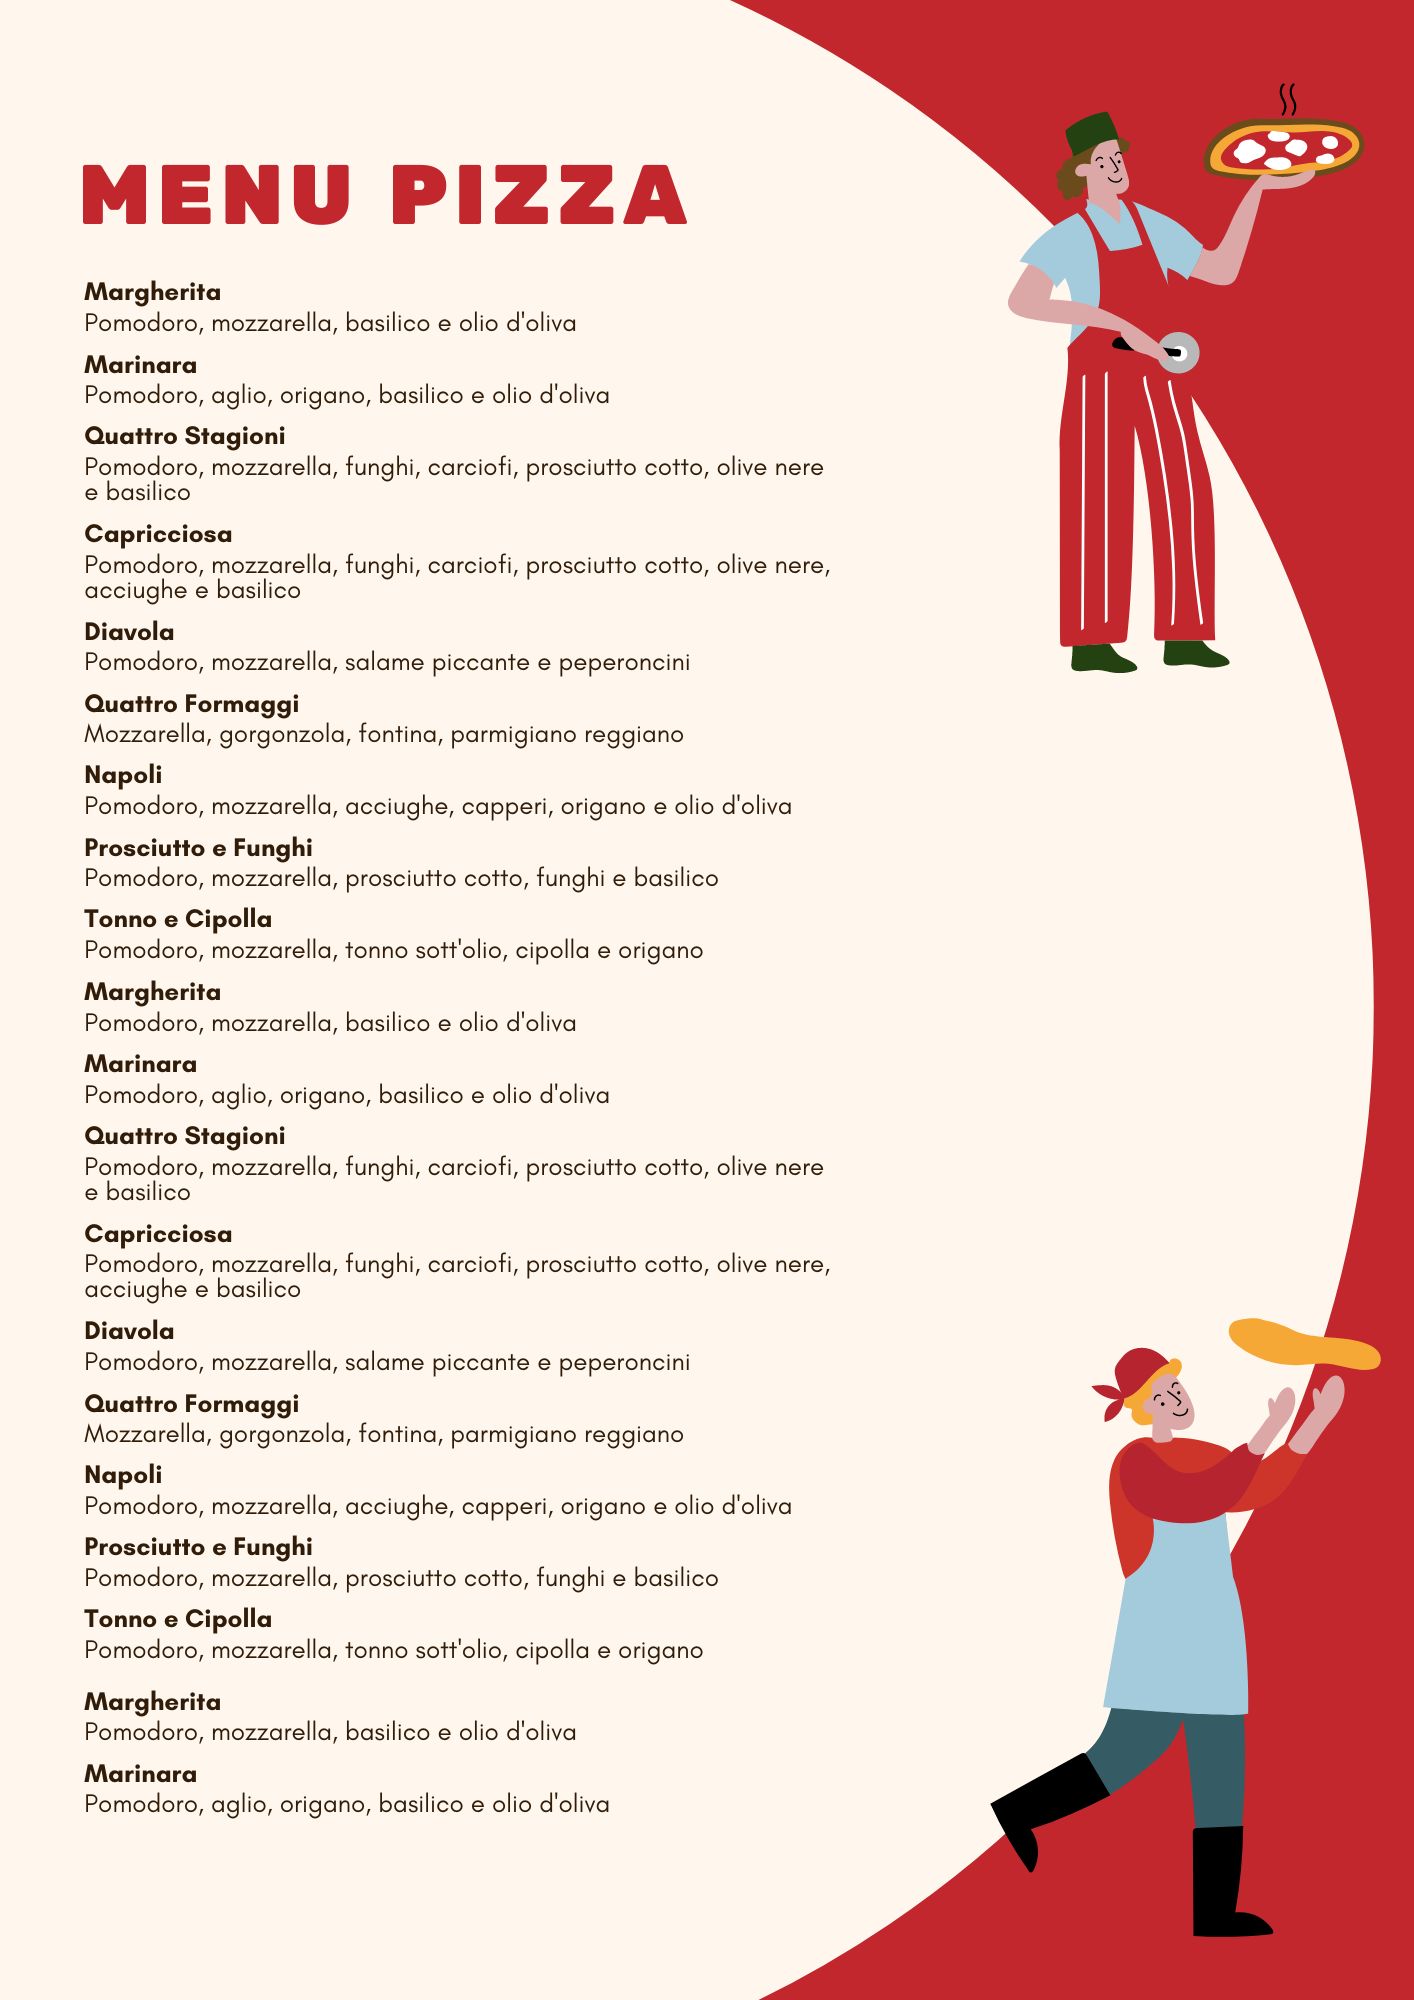 MENU PIZZA
Margherita
Pomodoro, mozzarella, basilico e olio d'oliva
Marinara
Pomodoro, aglio, origano, basilico e olio d'oliva
Quattro Stagioni
Pomodoro, mozzarella, funghi, carciofi, prosciutto cotto, olive nere
e basilico
Capricciosa
Pomodoro, mozzarella, funghi, carciofi, prosciutto cotto, olive nere,
acciughe e basilico
Diavola
Pomodoro, mozzarella, salame piccante e peperoncini
Quattro Formaggi
Mozzarella, gorgonzola, fontina, parmigiano reggiano
Napoli
Pomodoro, mozzarella, acciughe, capperi, origano e olio d'oliva
Prosciutto e Funghi
Pomodoro, mozzarella, prosciutto cotto, funghi e basilico
Tonno e Cipolla
Pomodoro, mozzarella, tonno sott'olio, cipolla e origano
Margherita
Pomodoro, mozzarella, basilico e olio d'oliva
Marinara
Pomodoro, aglio, origano, basilico e olio d'oliva
Quattro Stagioni
Pomodoro, mozzarella, funghi, carciofi, prosciutto cotto, olive nere
e basilico
Capricciosa
Pomodoro, mozzarella, funghi, carciofi, prosciutto cotto, olive nere,
acciughe e basilico
Diavola
Pomodoro, mozzarella, salame piccante e peperoncini
Quattro Formaggi
Mozzarella, gorgonzola, fontina, parmigiano reggiano
Napoli
Pomodoro, mozzarella, acciughe, capperi, origano e olio d'oliva
Prosciutto e Funghi
Pomodoro, mozzarella, prosciutto cotto, funghi e basilico
Tonno e Cipolla
Pomodoro, mozzarella, tonno sott'olio, cipolla e origano
Margherita
Pomodoro, mozzarella, basilico e olio d'oliva
Marinara
Pomodoro, aglio, origano, basilico e olio d'oliva